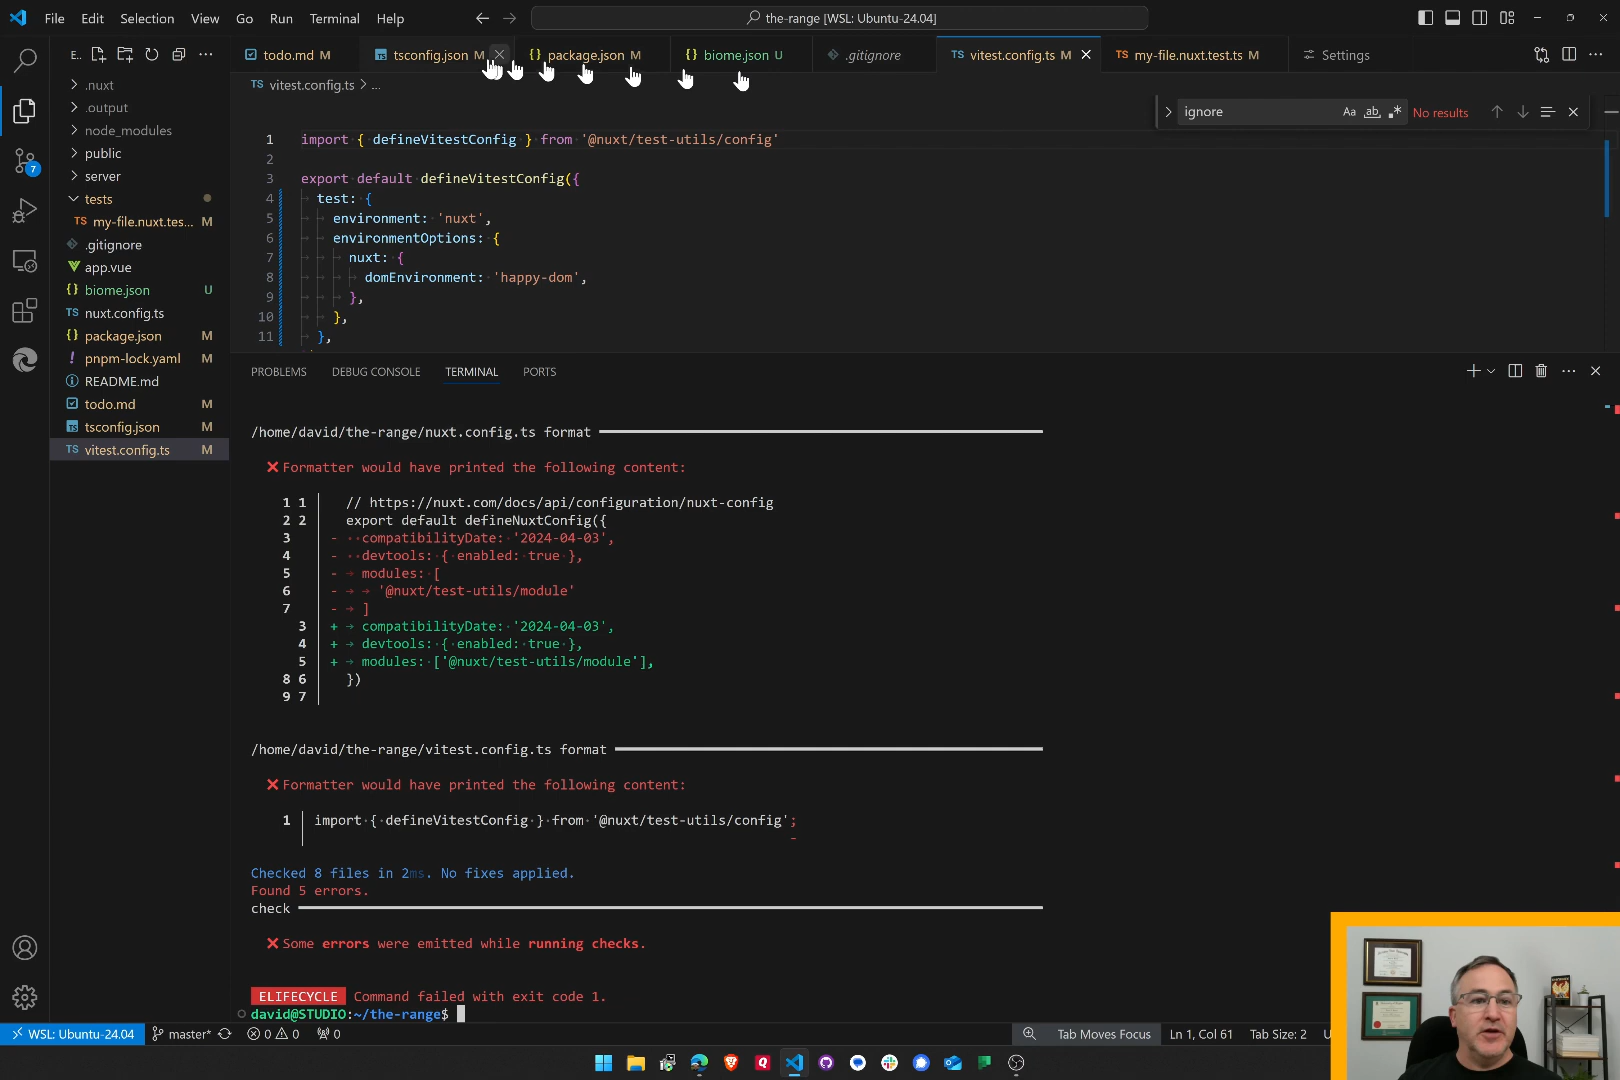 File Edit Selection View Go Run Terminal Help
the-range [WSL: Ubuntu-24.04]
E..
todo.md M
tsconfig.json M
package.json M
biome.json U
.gitignore
TS vitest.config.ts M
TS my-file.nuxt.test.ts M
Settings
TS vitest.config.ts > ...
ignore
Aa ab
No results
.nuxt
.output
node_modules
public
server
tests
TS my-file.nuxt.tes... M
.gitignore
app.vue
{} biome.json U
TS nuxt.config.ts
{} package.json M
! pnpm-lock.yaml M
README.md
todo.md M
tsconfig.json M
TS vitest.config.ts M
7
1 import { defineVitestConfig } from '@nuxt/test-utils/config'
2
3 export default defineVitestConfig({
4 test: {
5 environment: 'nuxt',
6 environmentOptions: {
7 nuxt: {
8 domEnvironment: 'happy-dom',
9 },
10 },
11 },
PROBLEMS DEBUG CONSOLE TERMINAL PORTS
/home/david/the-range/nuxt.config.ts format
Formatter would have printed the following content:
1 1 // https://nuxt.com/docs/api/configuration/nuxt-config
2 2 export default defineNuxtConfig({
3 - ··compatibilityDate:·'2024-04-03',
4 - ··devtools:·{·enabled:·true·},
5 - → modules:·[
6 - → → '@nuxt/test-utils/module'
7 - → ]
3 + → compatibilityDate:·'2024-04-03',
4 + → devtools:·{·enabled:·true·},
5 + → modules:·['@nuxt/test-utils/module'],
8 6 })
9 7
/home/david/the-range/vitest.config.ts format
Formatter would have printed the following content:
1 import·{·defineVitestConfig·}·from·'@nuxt/test-utils/config';
-
Checked 8 files in 2ms. No fixes applied.
Found 5 errors.
check
Some errors were emitted while running checks.
ELIFECYCLE Command failed with exit code 1.
david@STUDIO:~/the-range$
WSL: Ubuntu-24.04 master* 0 0 0
Tab Moves Focus Ln 1, Col 61 Tab Size: 2 U